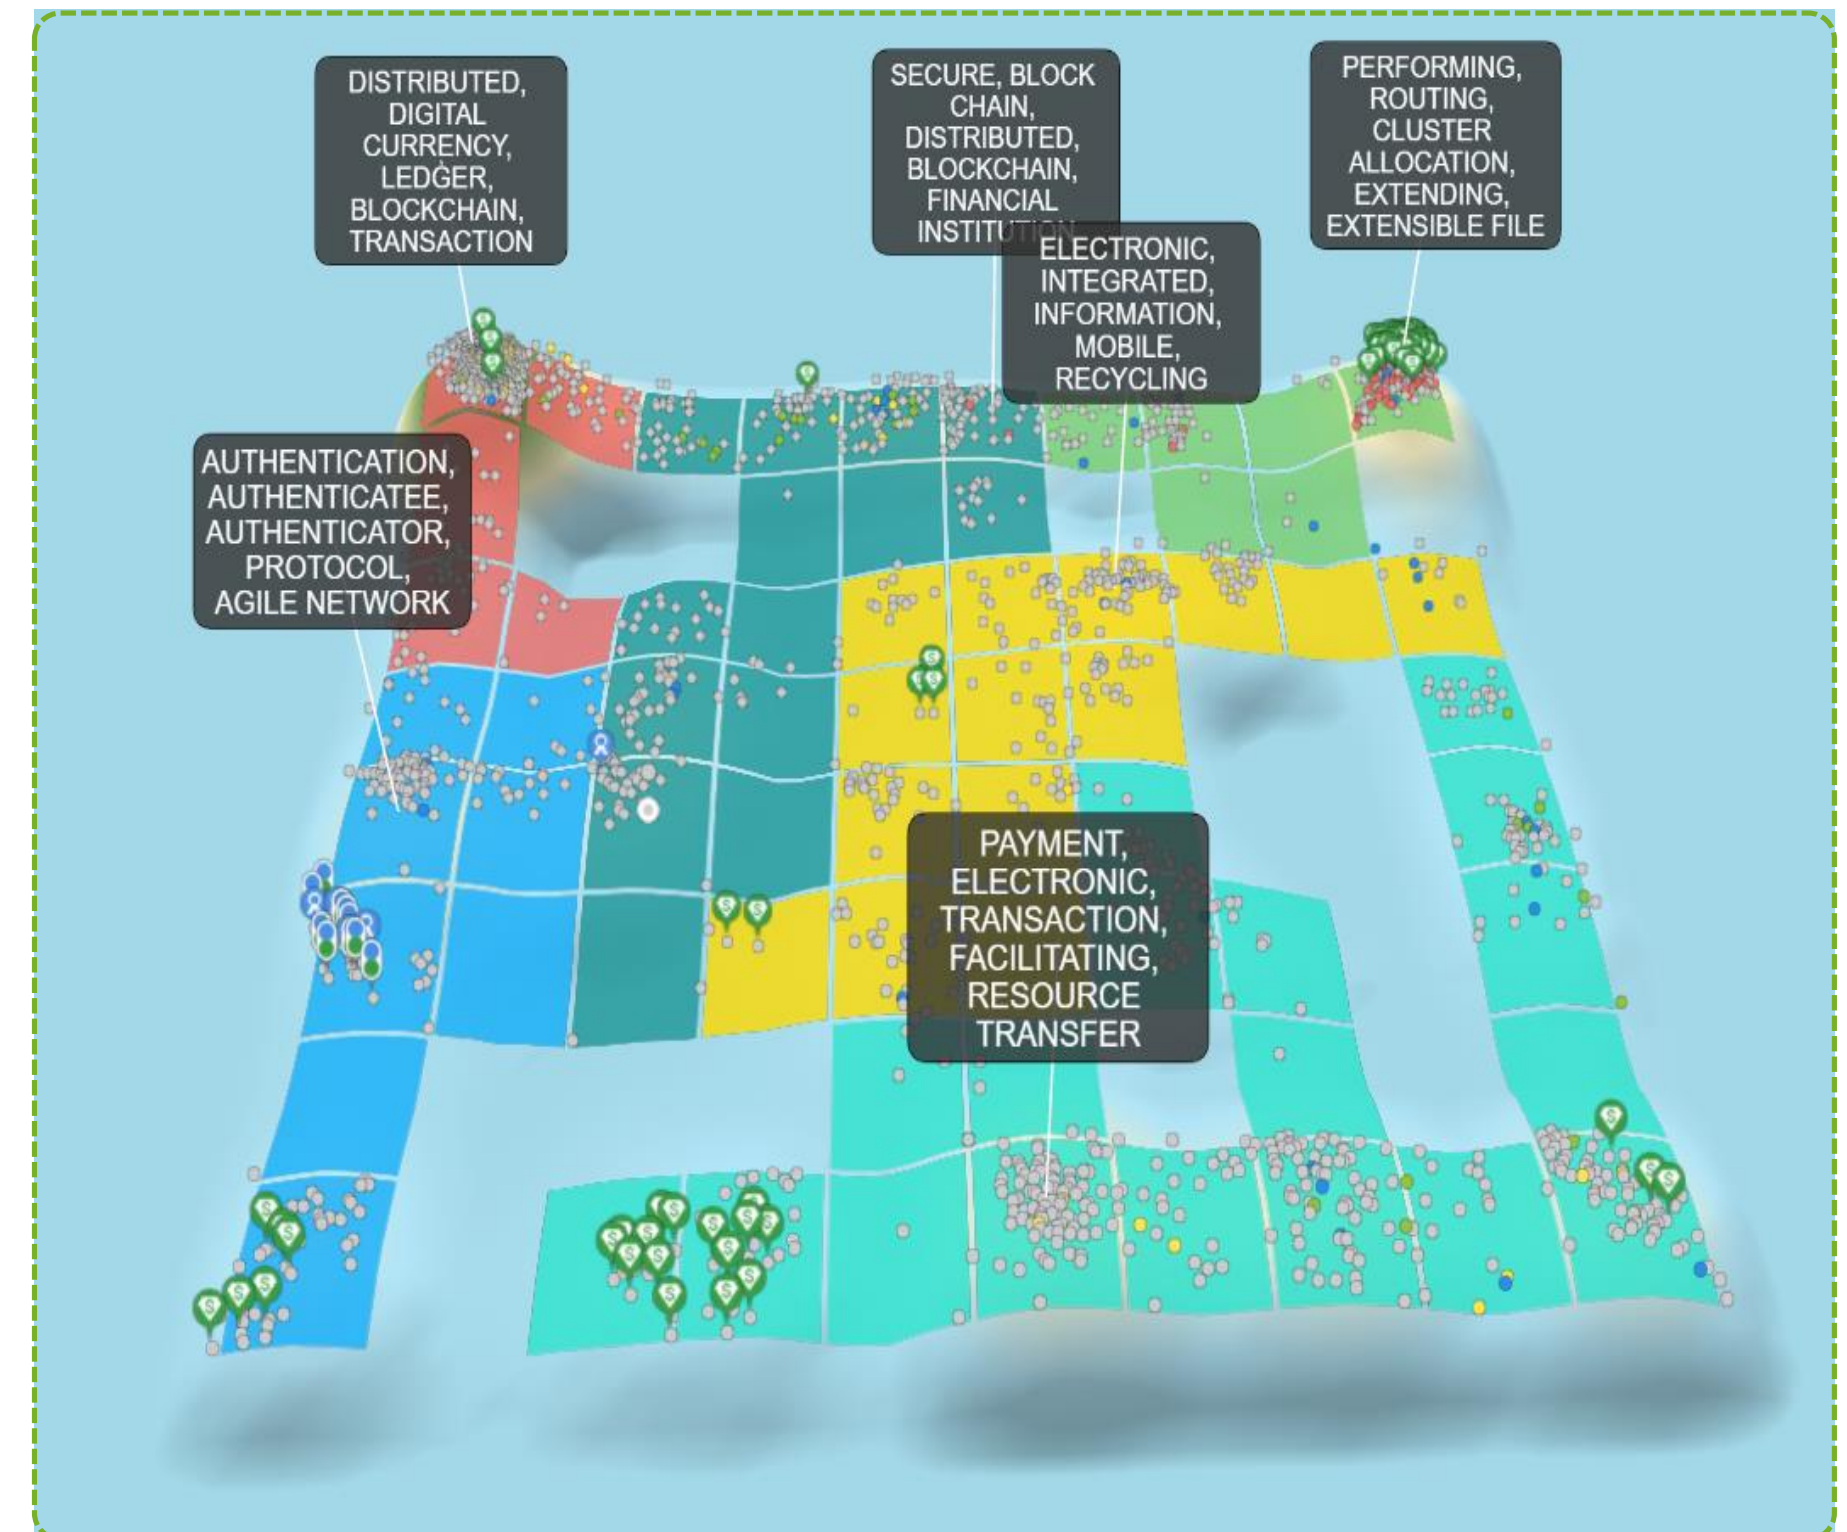 DISTRIBUTED,
DIGITAL
CURRENCY,
LEDGER,
BLOCKCHAIN,
TRANSACTION
SECURE, BLOCK
CHAIN,
DISTRIBUTED,
BLOCKCHAIN,
FINANCIAL
INSTITUTION
PERFORMING,
ROUTING,
CLUSTER
ALLOCATION,
EXTENDING,
EXTENSIBLE FILE
ELECTRONIC,
INTEGRATED,
INFORMATION,
MOBILE,
RECYCLING
AUTHENTICATION,
AUTHENTICATEE,
AUTHENTICATOR,
PROTOCOL,
AGILE NETWORK
PAYMENT,
ELECTRONIC,
TRANSACTION,
FACILITATING,
RESOURCE
TRANSFER